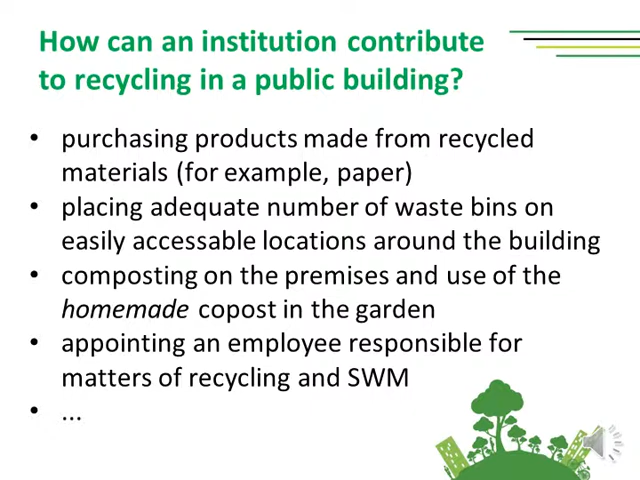 How can an institution contribute
to recycling in a public building?
• purchasing products made from recycled
materials (for example, paper)
• placing adequate number of waste bins on
easily accessable locations around the building
• composting on the premises and use of the
homemade copost in the garden
• appointing an employee responsible for
matters of recycling and SWM
• ...